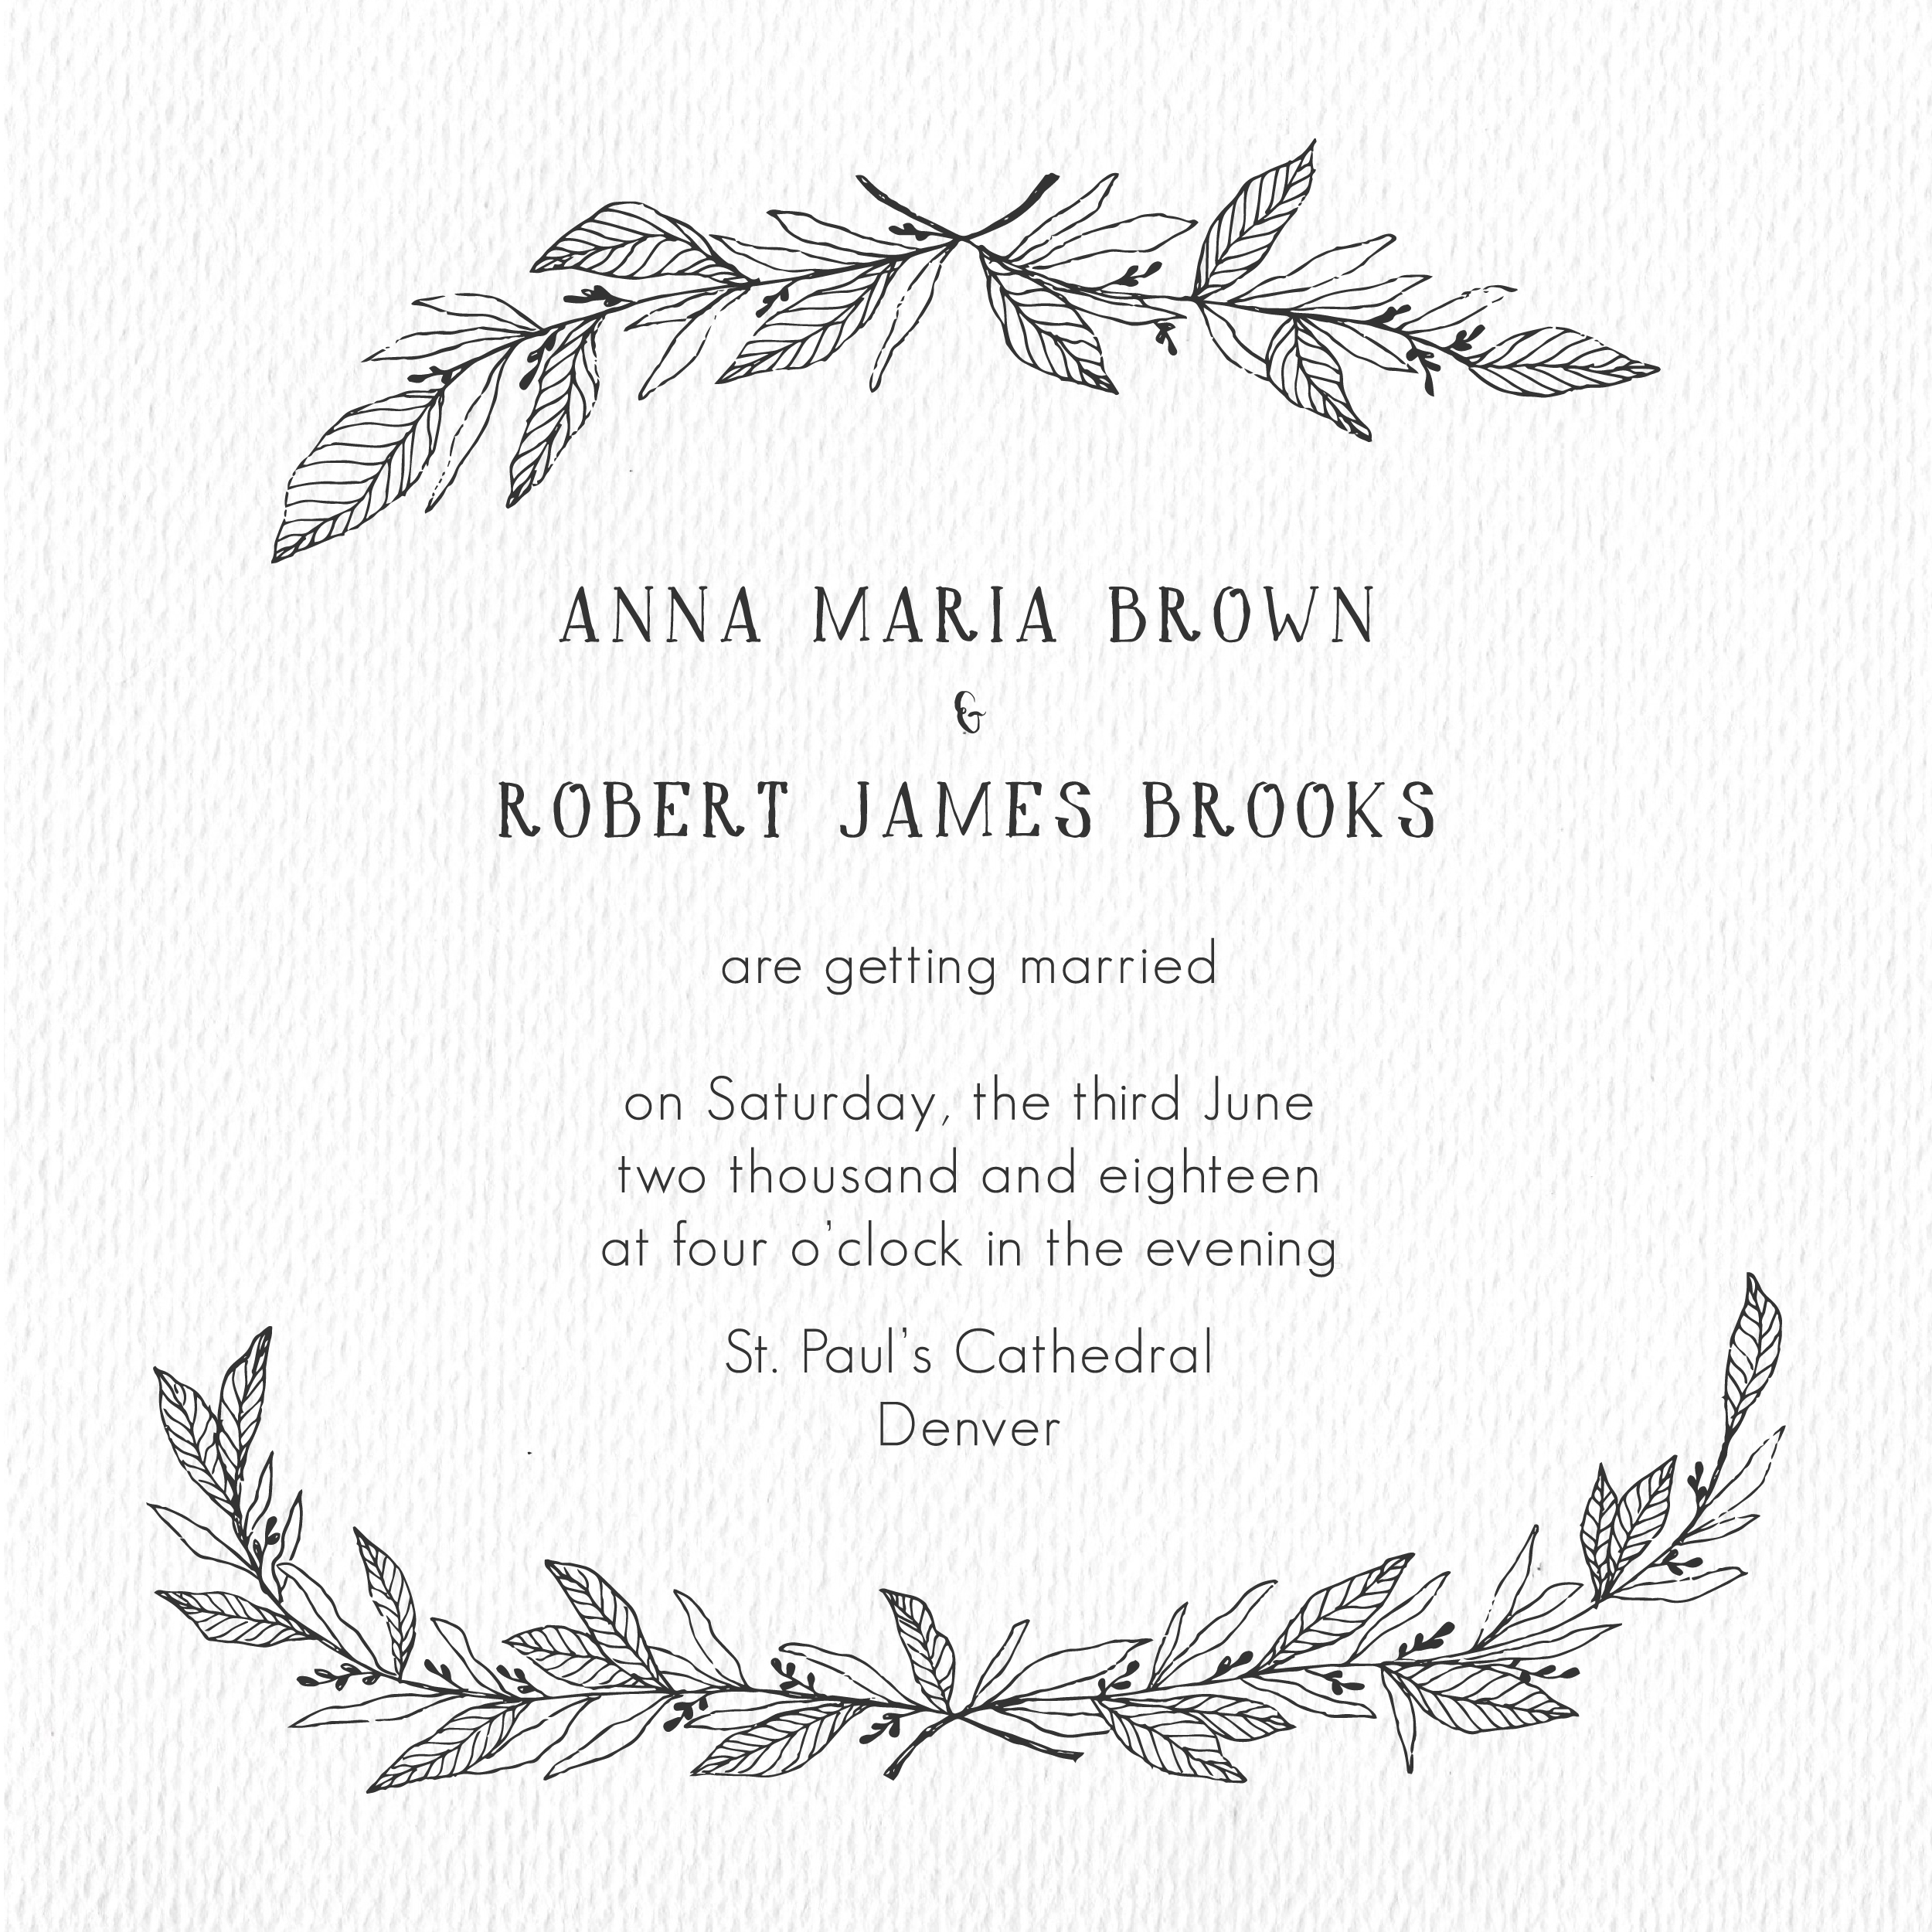 ANNA MARIA BROWN
&
ROBERT JAMES BROOKS
are getting married
on Saturday, the third June
two thousand and eighteen
at four o'clock in the evening
St. Paul's Cathedral
Denver